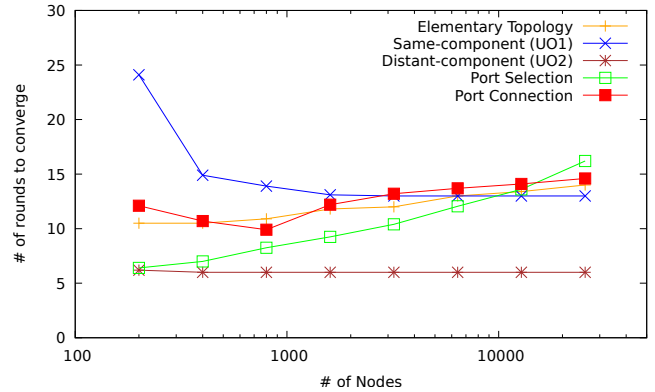 30
25
20
15
10
5
0
# of rounds to converge
Elementary Topology
Same-component (UO1)
Distant-component (UO2)
Port Selection
Port Connection
100
1000
10000
# of Nodes